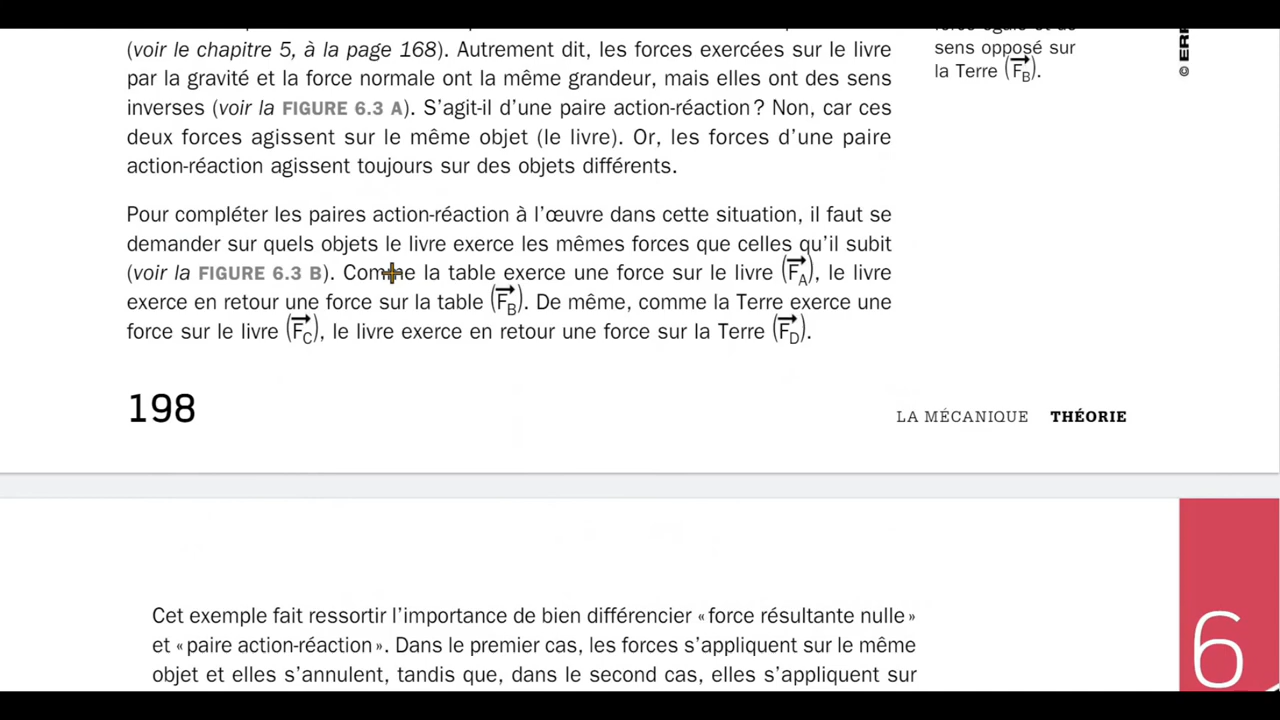 (voir le chapitre 5, à la page 168). Autrement dit, les forces exercées sur le livre
par la gravité et la force normale ont la même grandeur, mais elles ont des sens
inverses (voir la FIGURE 6.3 A). S’agit-il d’une paire action-réaction ? Non, car ces
deux forces agissent sur le même objet (le livre). Or, les forces d’une paire
action-réaction agissent toujours sur des objets différents.
Pour compléter les paires action-réaction à l’œuvre dans cette situation, il faut se
demander sur quels objets le livre exerce les mêmes forces que celles qu’il subit
(voir la FIGURE 6.3 B). Comme la table exerce une force sur le livre (F⃗A), le livre
exerce en retour une force sur la table (F⃗B). De même, comme la Terre exerce une
force sur le livre (F⃗C), le livre exerce en retour une force sur la Terre (F⃗D).
sens opposé sur
la Terre (F⃗B).
© ERP
198
LA MÉCANIQUE THÉORIE
Cet exemple fait ressortir l’importance de bien différencier « force résultante nulle »
et « paire action-réaction ». Dans le premier cas, les forces s’appliquent sur le même
objet et elles s’annulent, tandis que, dans le second cas, elles s’appliquent sur
6